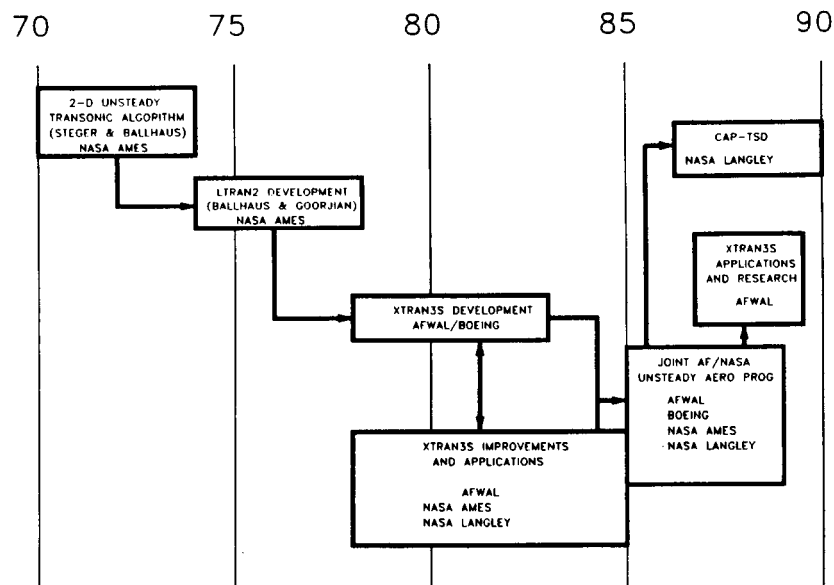 70 75 80 85 90
2-D UNSTEADY
TRANSONIC ALGORITHM
(STEGER & BALLHAUS)
NASA AMES
LTRAN2 DEVELOPMENT
(BALLHAUS & GOORJIAN)
NASA AMES
XTRAN3S DEVELOPMENT
AFWAL/BOEING
XTRAN3S IMPROVEMENTS
AND APPLICATIONS
AFWAL
NASA AMES
NASA LANGLEY
CAP-TSD
NASA LANGLEY
XTRAN3S
APPLICATIONS
AND RESEARCH
AFWAL
JOINT AF/NASA
UNSTEADY AERO PROG
AFWAL
BOEING
NASA AMES
NASA LANGLEY